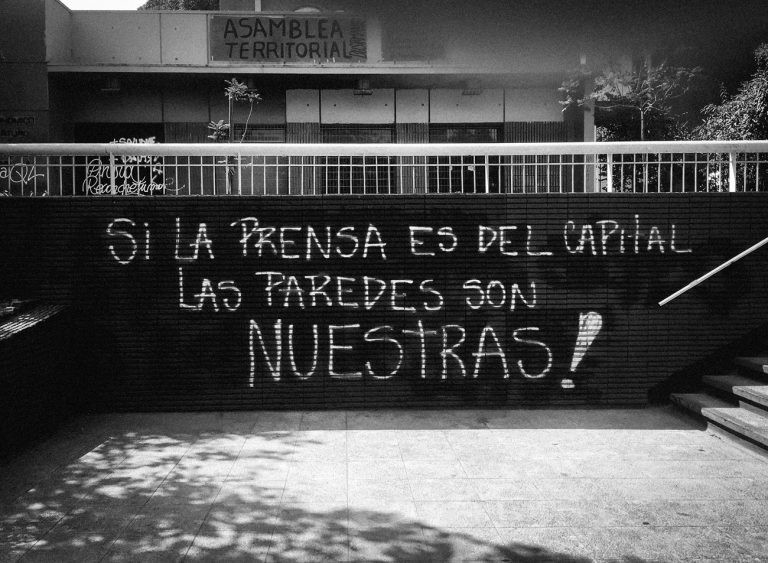 ASAMBLEA
TERRITORIAL
SI LA PRENSA ES DEL CAPITAL
LAS PAREDES SON
NUESTRAS!